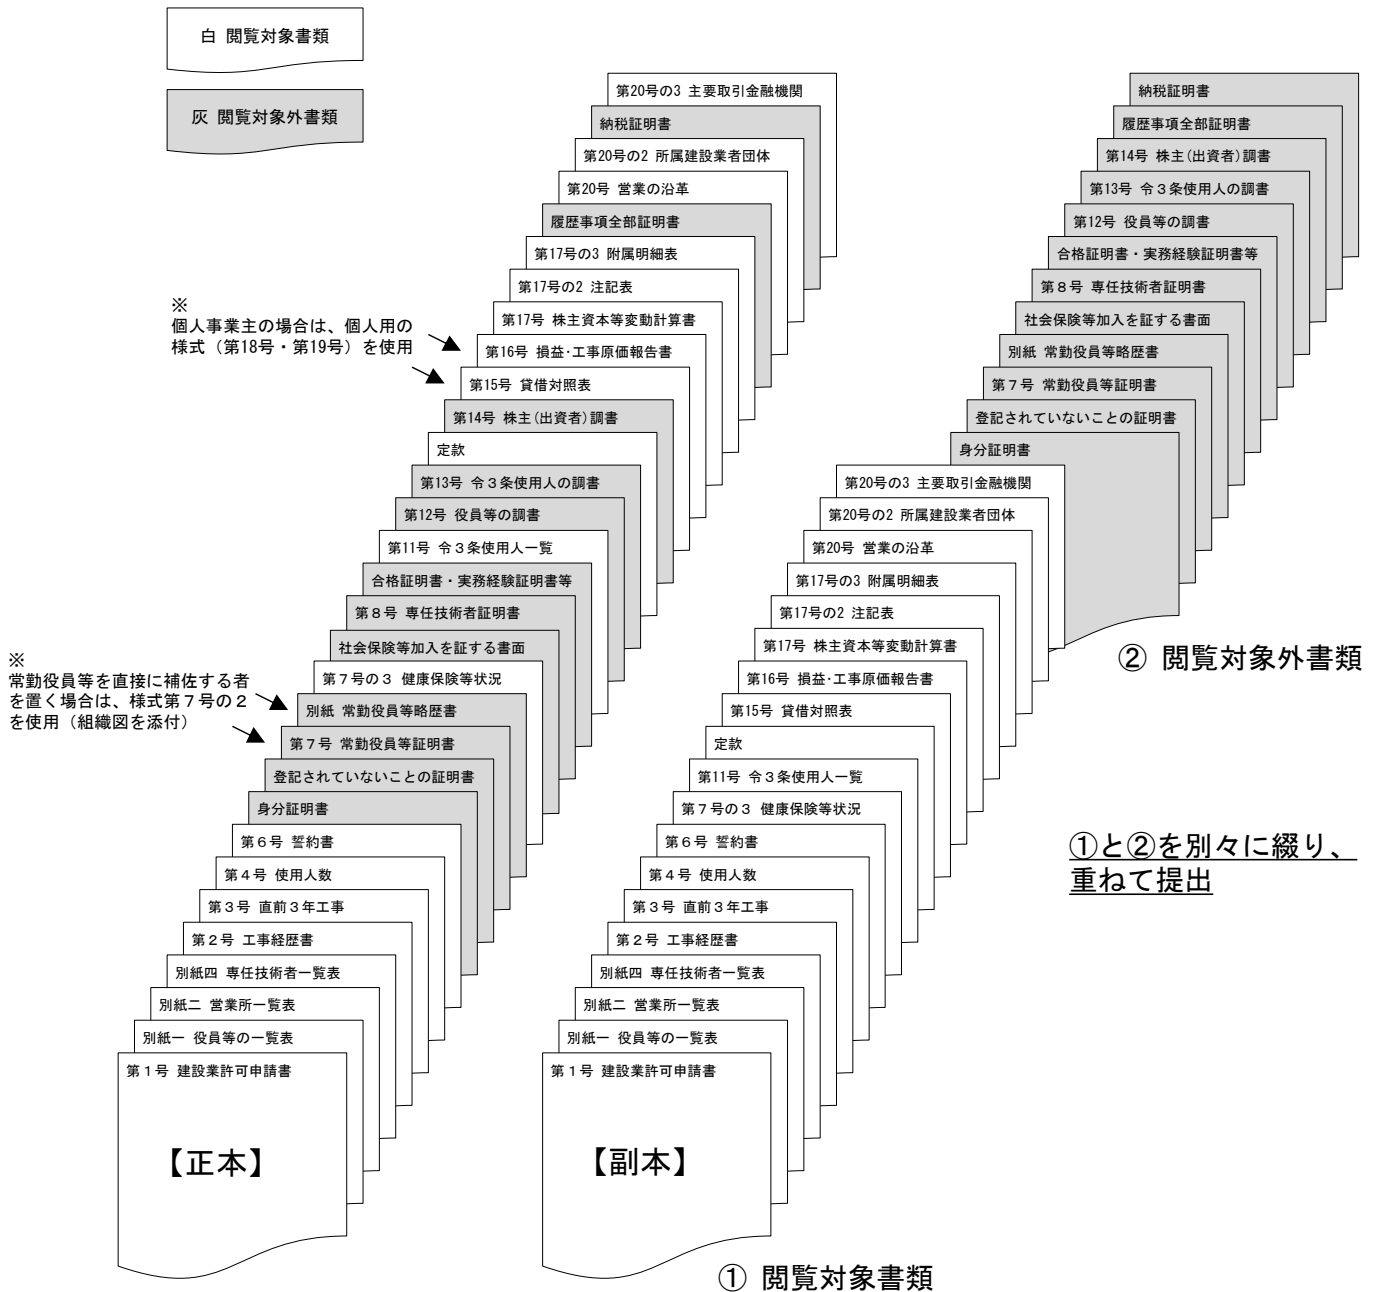 白 閲覧対象書類
灰 閲覧対象外書類
第20号の3 主要取引金融機関
納税証明書
第20号の2 所属建設業者団体
第20号 営業の沿革
履歴事項全部証明書
第17号の3 附属明細表
第17号の2 注記表
第17号 株主資本等変動計算書
第16号 損益･工事原価報告書
第15号 貸借対照表
第14号 株主(出資者)調書
定款
第13号 令３条使用人の調書
第12号 役員等の調書
第11号 令３条使用人一覧
合格証明書・実務経験証明書等
第８号 専任技術者証明書
社会保険等加入を証する書面
第７号の３ 健康保険等状況
別紙 常勤役員等略歴書
第７号 常勤役員等証明書
登記されていないことの証明書
身分証明書
第６号 誓約書
第４号 使用人数
第３号 直前３年工事
第２号 工事経歴書
別紙四 専任技術者一覧表
別紙二 営業所一覧表
別紙一 役員等の一覧表
第１号 建設業許可申請書
【正本】
※
個人事業主の場合は、個人用の
様式（第18号・第19号）を使用
※
常勤役員等を直接に補佐する者
を置く場合は、様式第７号の２
を使用（組織図を添付）
納税証明書
履歴事項全部証明書
第14号 株主(出資者)調書
第13号 令３条使用人の調書
第12号 役員等の調書
合格証明書・実務経験証明書等
第８号 専任技術者証明書
社会保険等加入を証する書面
別紙 常勤役員等略歴書
第７号 常勤役員等証明書
登記されていないことの証明書
身分証明書
② 閲覧対象外書類
第20号の3 主要取引金融機関
第20号の2 所属建設業者団体
第20号 営業の沿革
第17号の3 附属明細表
第17号の2 注記表
第17号 株主資本等変動計算書
第16号 損益･工事原価報告書
第15号 貸借対照表
定款
第11号 令３条使用人一覧
第７号の３ 健康保険等状況
第６号 誓約書
第４号 使用人数
第３号 直前３年工事
第２号 工事経歴書
別紙四 専任技術者一覧表
別紙二 営業所一覧表
別紙一 役員等の一覧表
第１号 建設業許可申請書
【副本】
① 閲覧対象書類
①と②を別々に綴り、
重ねて提出